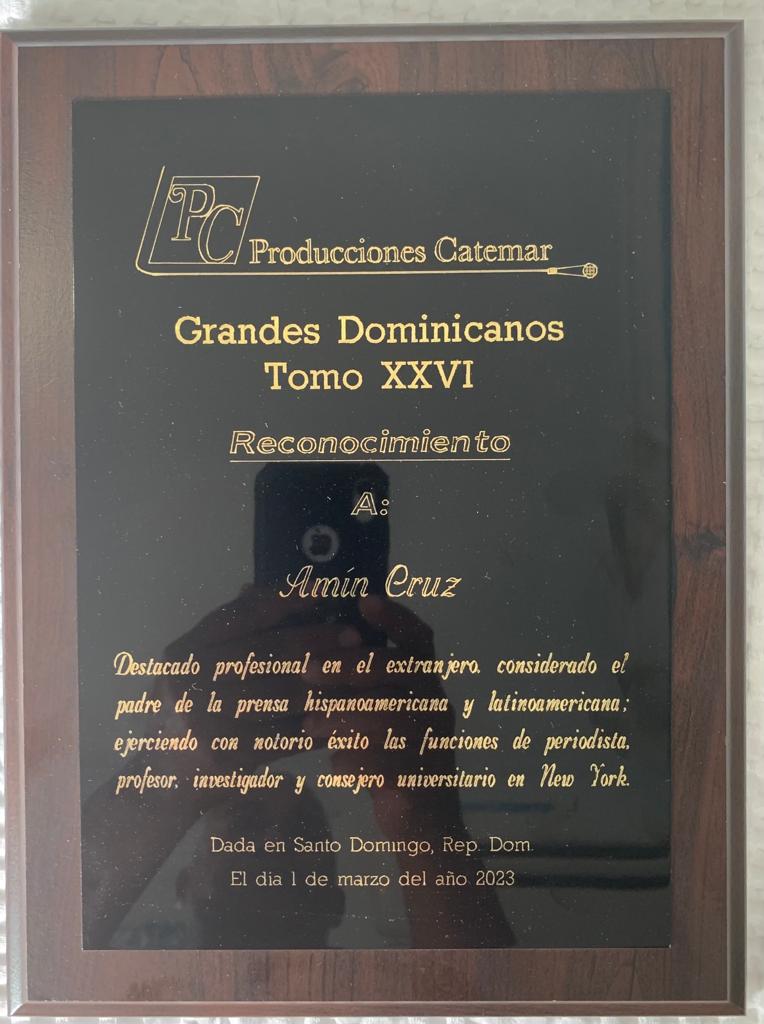 PC Producciones Catemar
Grandes Dominicanos
Tomo XXVI
Reconocimiento
A:
Amín Cruz
Destacado profesional en el extranjero, considerado el
padre de la prensa hispanoamericana y latinoamericana;
ejerciendo con notorio éxito las funciones de periodista,
profesor, investigador y consejero universitario en New York.
Dada en Santo Domingo, Rep. Dom.
El dia 1 de marzo del año 2023